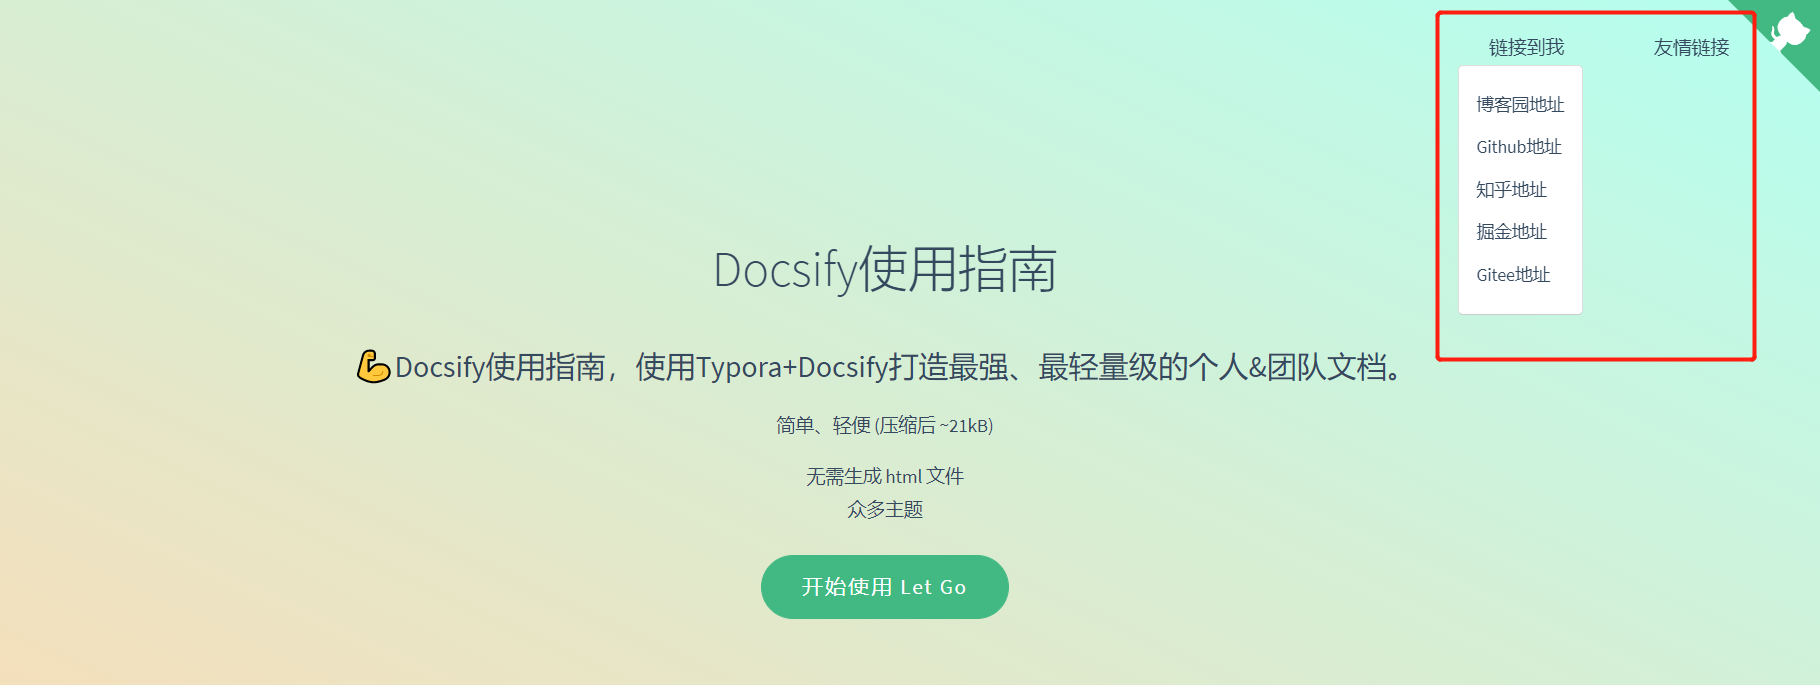 链接到我
友情链接
博客园地址
Github地址
知乎地址
掘金地址
Gitee地址
Docsify使用指南
💪Docsify使用指南，使用Typora+Docsify打造最强、最轻量级的个人&团队文档。
简单、轻便 (压缩后 ~21kB)
无需生成 html 文件
众多主题
开始使用 Let Go